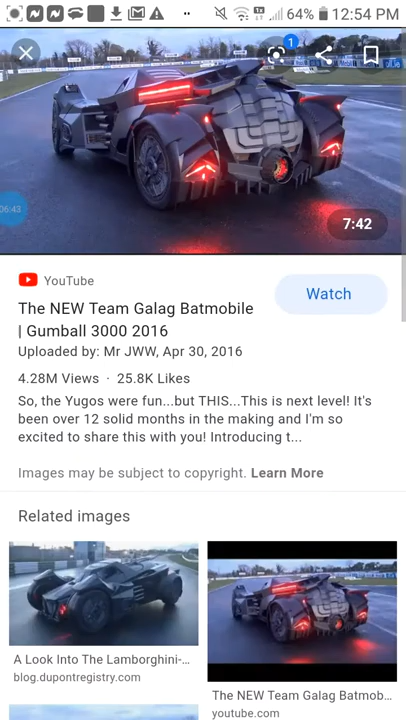 64% 12:54 PM
1
06:43
7:42
YouTube
Watch
The NEW Team Galag Batmobile
| Gumball 3000 2016
Uploaded by: Mr JWW, Apr 30, 2016
4.28M Views · 25.8K Likes
So, the Yugos were fun...but THIS...This is next level! It's
been over 12 solid months in the making and I'm so
excited to share this with you! Introducing t...
Images may be subject to copyright. Learn More
Related images
A Look Into The Lamborghini-...
blog.dupontregistry.com
The NEW Team Galag Batmob...
youtube.com